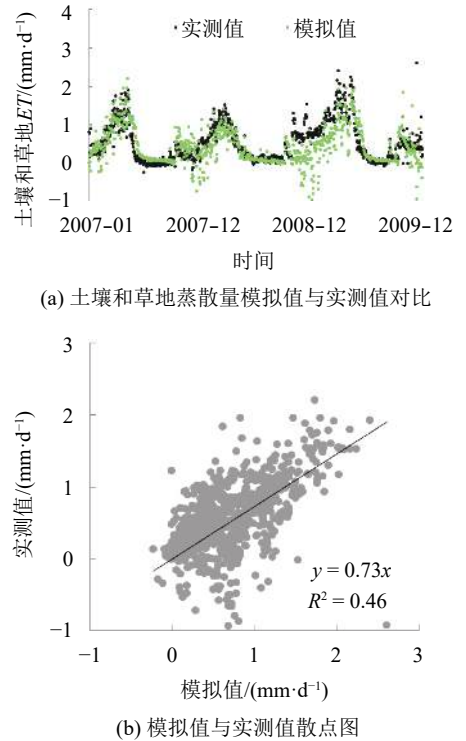 4
3
2
1
0
−1
土壤和草地ET/(mm·d⁻¹)
·实测值 ·模拟值
2007-01 2007-12 2008-12 2009-12
时间
(a) 土壤和草地蒸散量模拟值与实测值对比
3
2
1
0
−1
实测值/(mm·d⁻¹)
y = 0.73x
R² = 0.46
−1 0 1 2 3
模拟值/(mm·d⁻¹)
(b) 模拟值与实测值散点图